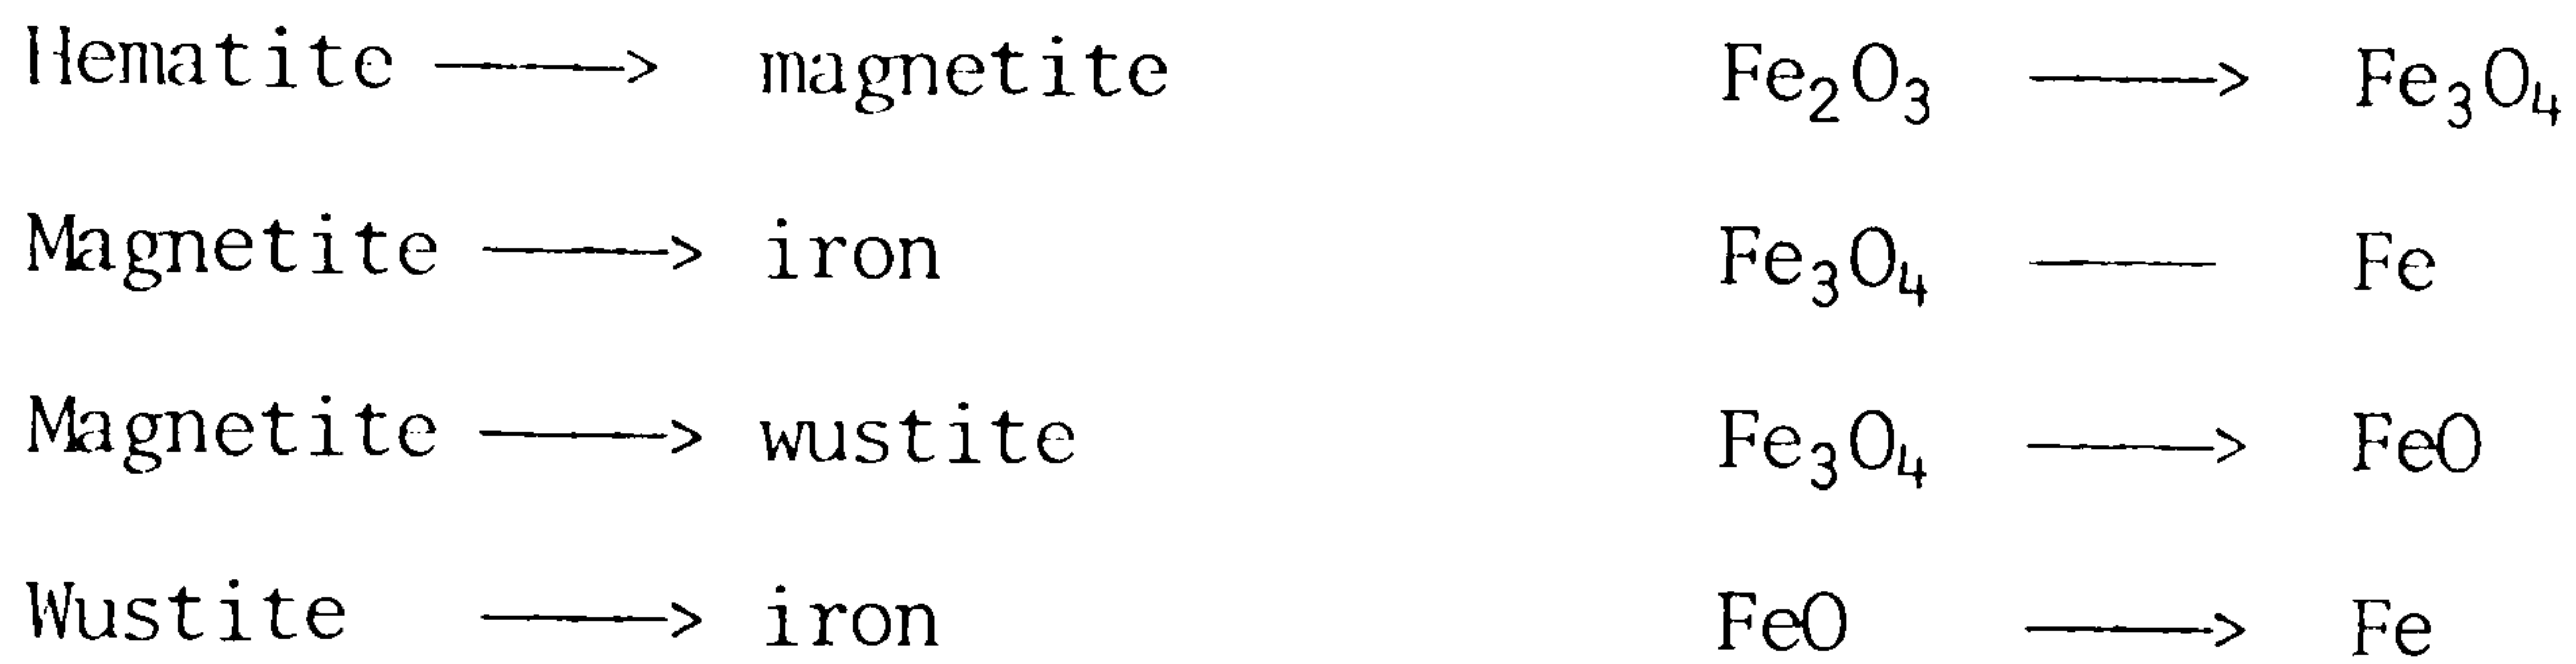 Hematite ⟶ magnetite Fe₂O₃ ⟶ Fe₃O₄
Magnetite ⟶ iron Fe₃O₄ — Fe
Magnetite ⟶ wustite Fe₃O₄ ⟶ FeO
Wustite ⟶ iron FeO ⟶ Fe